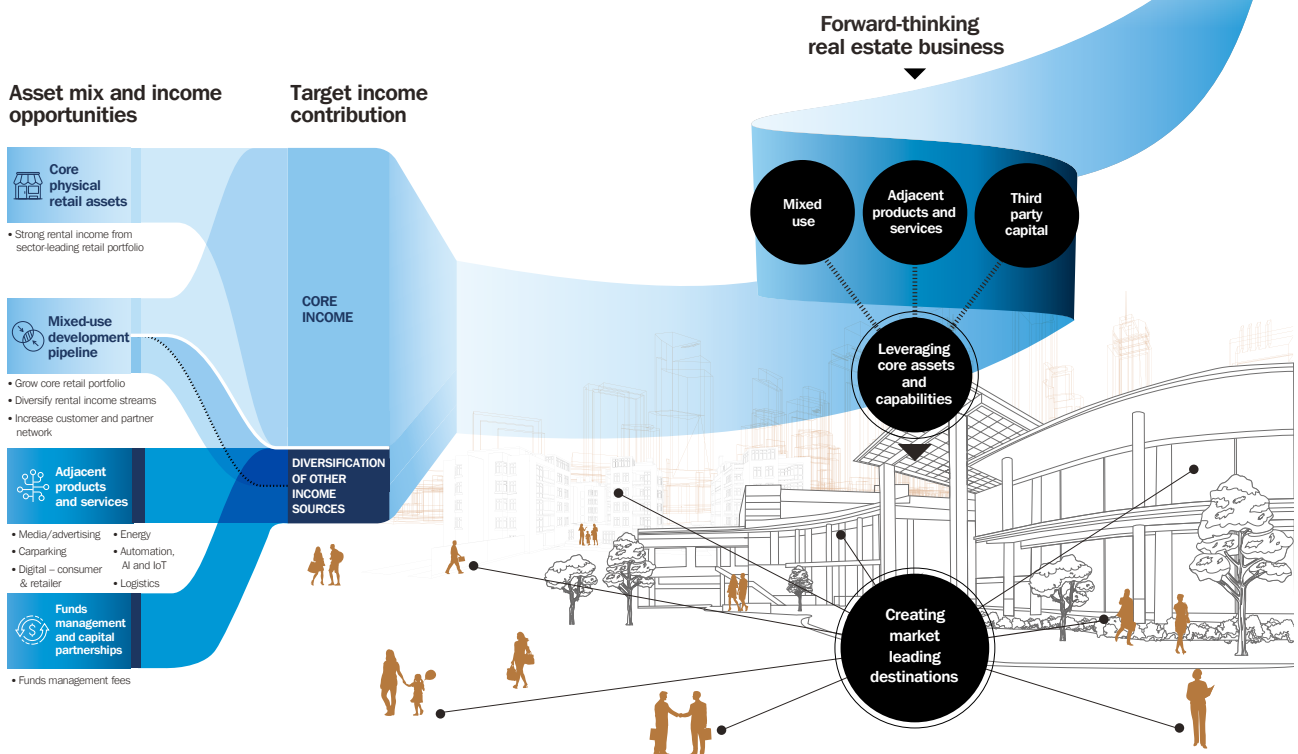 Forward-thinking
real estate business
Asset mix and income
opportunities
Target income
contribution
Core
physical
retail assets
• Strong rental income from
sector-leading retail portfolio
Mixed-use
development
pipeline
• Grow core retail portfolio
• Diversify rental income streams
• Increase customer and partner
network
Adjacent
products
and services
• Media/advertising
• Carparking
• Digital – consumer
& retailer
• Energy
• Automation,
AI and IoT
• Logistics
Funds
management
and capital
partnerships
• Funds management fees
CORE
INCOME
DIVERSIFICATION
OF OTHER
INCOME
SOURCES
Mixed
use
Adjacent
products and
services
Third
party
capital
Leveraging
core assets
and
capabilities
Creating
market
leading
destinations